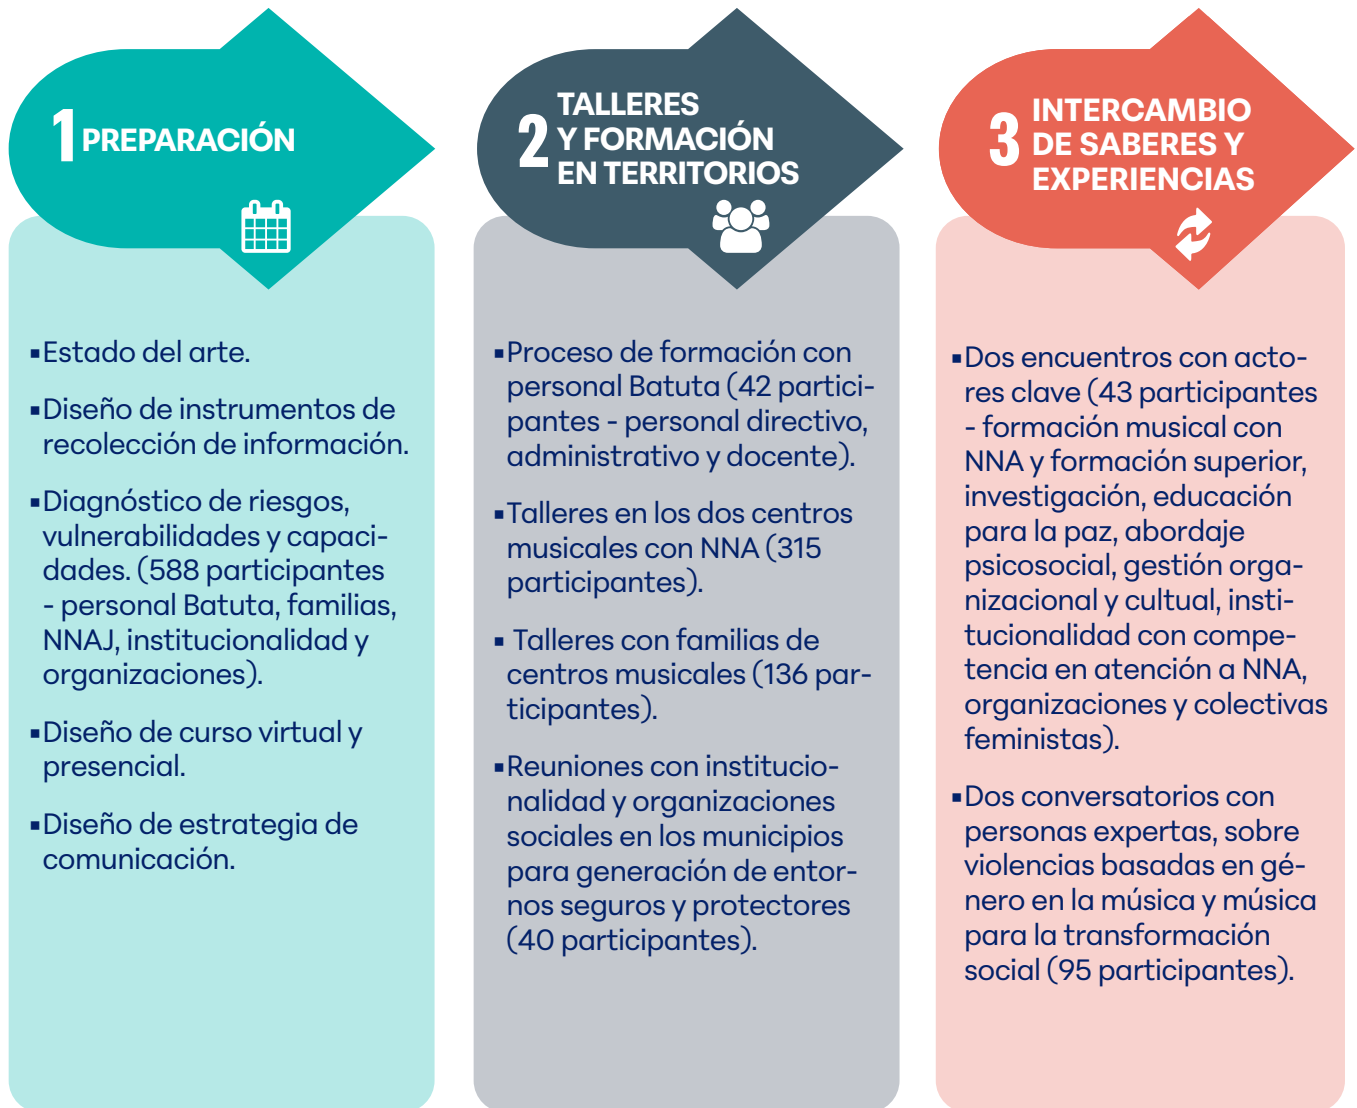 1 PREPARACIÓN
▪Estado del arte.
▪Diseño de instrumentos de
recolección de información.
▪Diagnóstico de riesgos,
vulnerabilidades y capaci-
dades. (588 participantes
- personal Batuta, familias,
NNAJ, institucionalidad y
organizaciones).
▪Diseño de curso virtual y
presencial.
▪Diseño de estrategia de
comunicación.
2 TALLERES
Y FORMACIÓN
EN TERRITORIOS
▪Proceso de formación con
personal Batuta (42 partici-
pantes - personal directivo,
administrativo y docente).
▪Talleres en los dos centros
musicales con NNA (315
participantes).
▪ Talleres con familias de
centros musicales (136 par-
ticipantes).
▪Reuniones con institucio-
nalidad y organizaciones
sociales en los municipios
para generación de entor-
nos seguros y protectores
(40 participantes).
3 INTERCAMBIO
DE SABERES Y
EXPERIENCIAS
▪Dos encuentros con acto-
res clave (43 participantes
- formación musical con
NNA y formación superior,
investigación, educación
para la paz, abordaje
psicosocial, gestión orga-
nizacional y cultual, insti-
tucionalidad con compe-
tencia en atención a NNA,
organizaciones y colectivas
feministas).
▪Dos conversatorios con
personas expertas, sobre
violencias basadas en gé-
nero en la música y música
para la transformación
social (95 participantes).